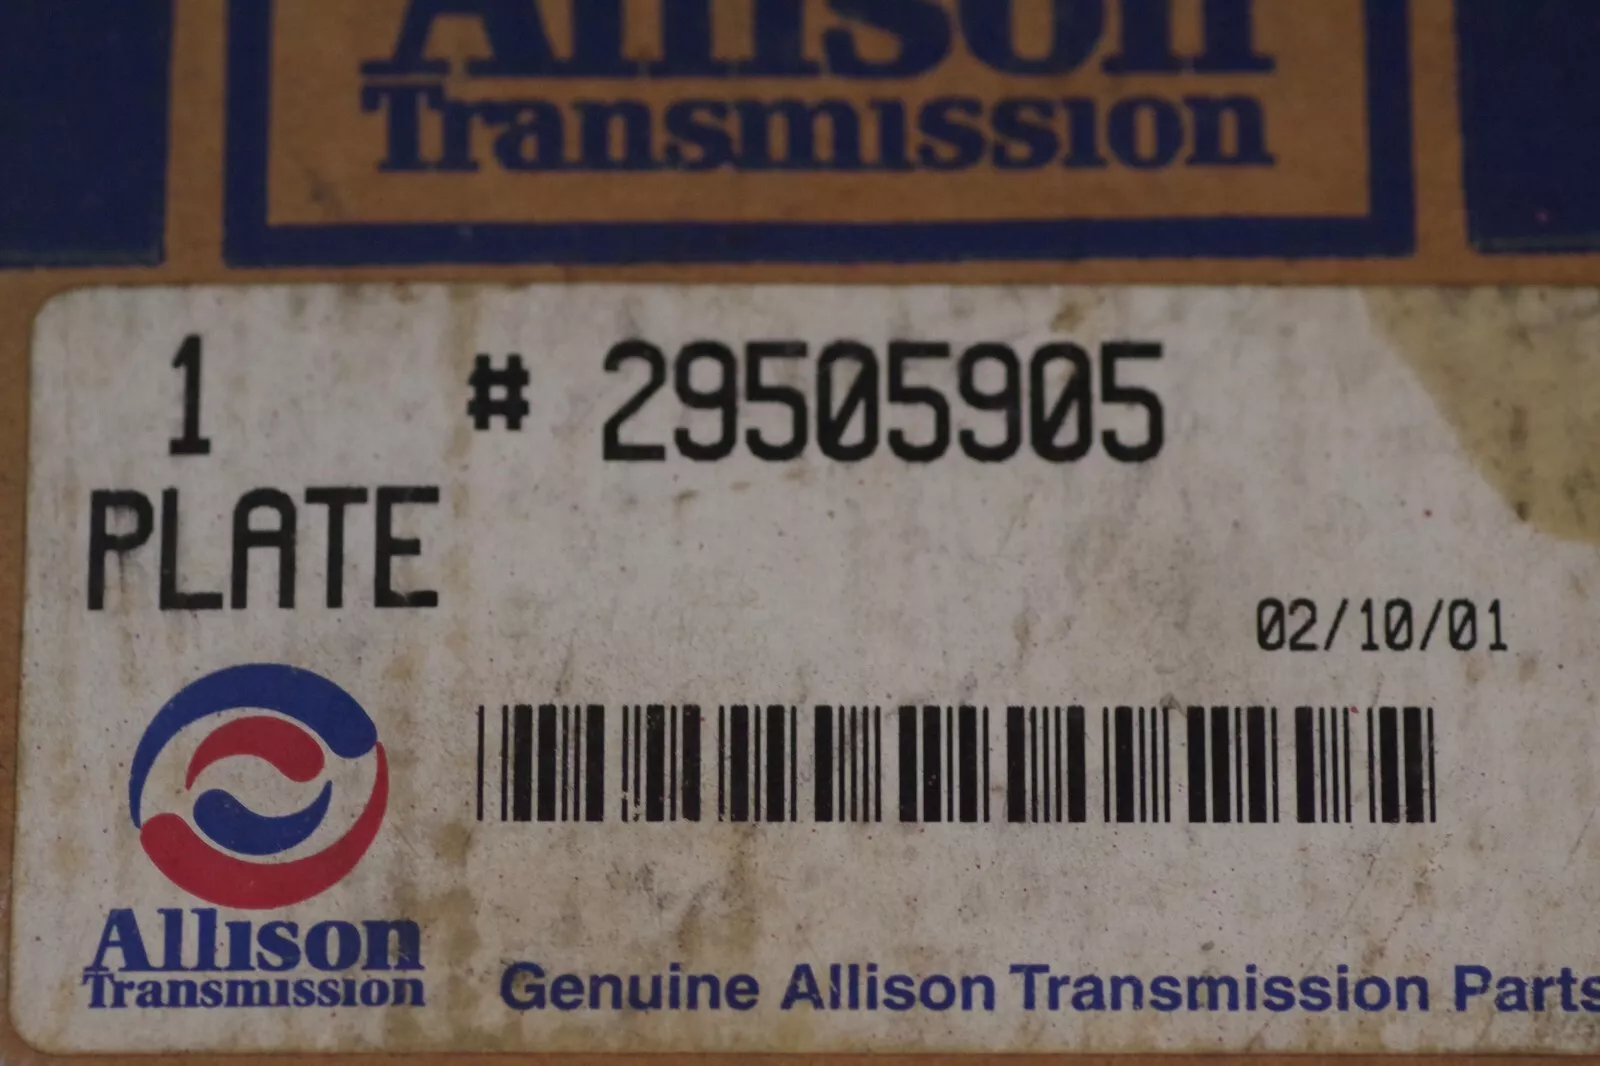 Allison
Transmission
1 # 29505905
PLATE
02/10/01
Allison
Transmission
Genuine Allison Transmission Parts